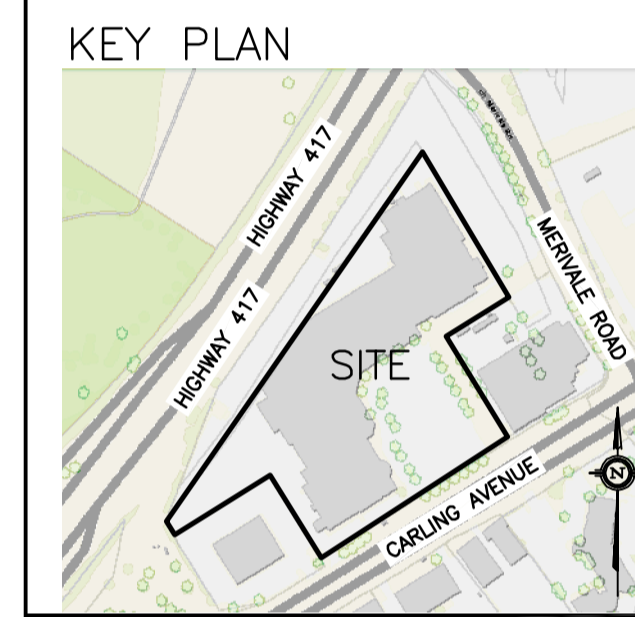 KEY PLAN
HIGHWAY 417
MERIVALE ROAD
HIGHWAY 417
SITE
CARLING AVENUE
N